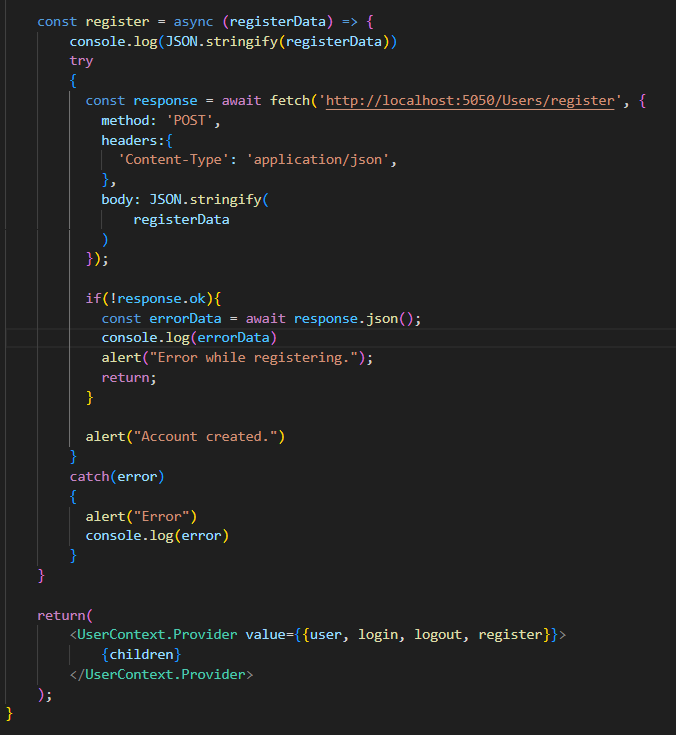 const register = async (registerData) => {
console.log(JSON.stringify(registerData))
try
{
const response = await fetch('http://localhost:5050/Users/register', {
method: 'POST',
headers:{
'Content-Type': 'application/json',
},
body: JSON.stringify(
registerData
)
});
if(!response.ok){
const errorData = await response.json();
console.log(errorData)
alert("Error while registering.");
return;
}
alert("Account created.")
}
catch(error)
{
alert("Error")
console.log(error)
}
}
return(
<UserContext.Provider value={{user, login, logout, register}}>
{children}
</UserContext.Provider>
);
}